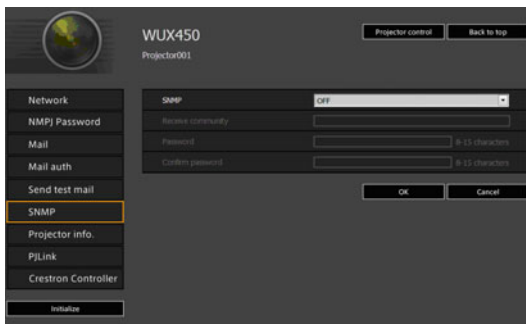 WUX450
Projector001
Projector control
Back to top
Network
NMPJ Password
Mail
Mail auth
Send test mail
SNMP
Projector info.
PJLink
Crestron Controller
Initialize
SNMP OFF
Receive community
Password 8-15 characters
Confirm password 8-15 characters
OK Cancel